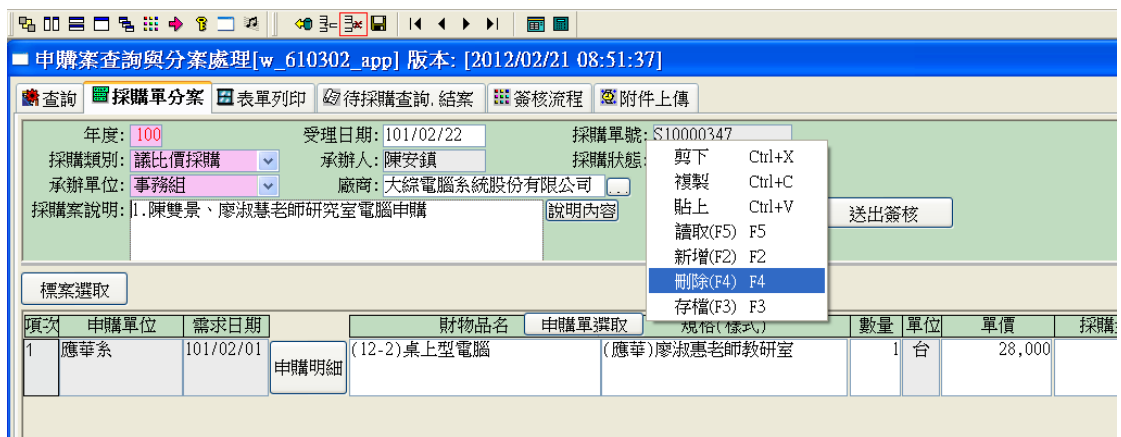 申購案查詢與分案處理[w_610302_app] 版本: [2012/02/21 08:51:37]
查詢 採購單分案 表單列印 待採購查詢.結案 簽核流程 附件上傳
年度: 100 受理日期: 101/02/22 採購單號: S10000347
採購類別: 議比價採購 承辦人: 陳安鎮 採購狀態:
承辦單位: 事務組 廠商: 大綜電腦系統股份有限公司 ...
採購案說明: 1.陳雙景、廖淑慧老師研究室電腦申購 說明內容 送出簽核
剪下 Ctrl+X
複製 Ctrl+C
貼上 Ctrl+V
讀取(F5) F5
新增(F2) F2
刪除(F4) F4
存檔(F3) F3
標案選取
項次 申購單位 需求日期 財物品名 申購單選取 規格(樣式) 數量 單位 單價 採購
1 應華系 101/02/01 申購明細 (12-2)桌上型電腦 (應華)廖淑惠老師教研室 1 台 28,000